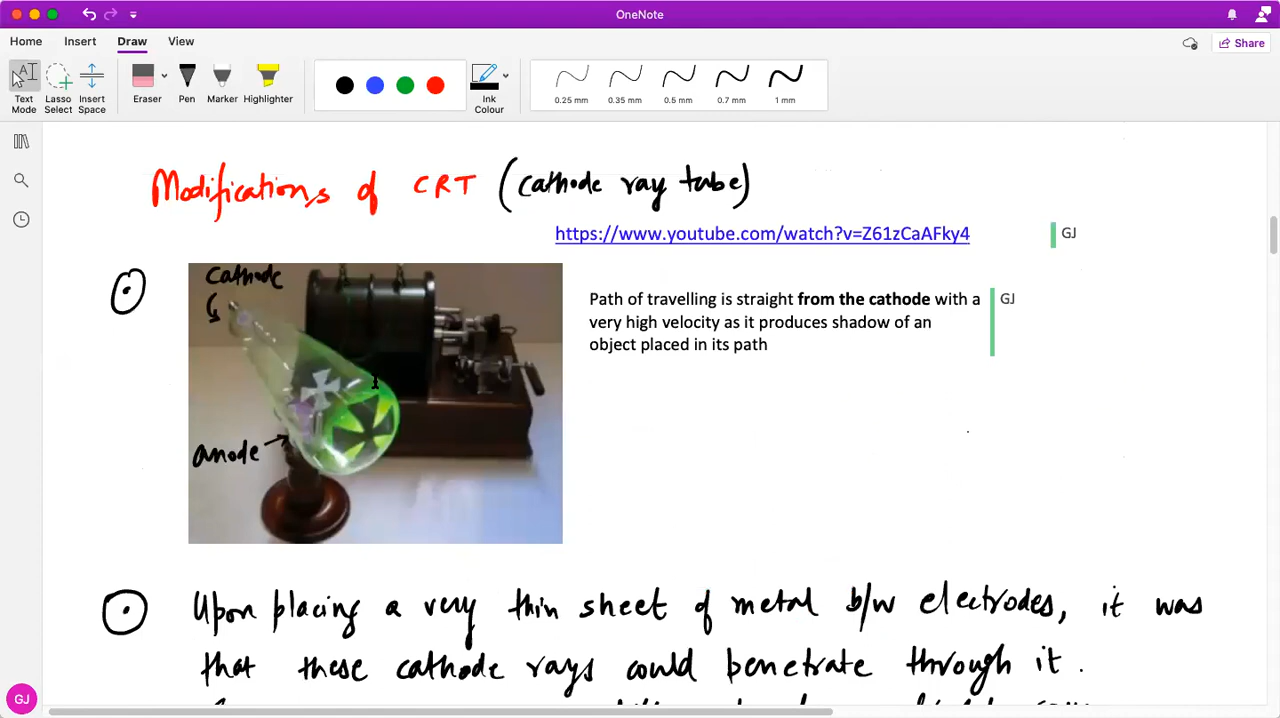 OneNote
Home Insert Draw View
Share
Text Mode
Lasso Select
Insert Space
Eraser
Pen
Marker
Highlighter
Ink Colour
0.25 mm
0.35 mm
0.5 mm
0.7 mm
1 mm
Modifications of CRT (cathode ray tube)
https://www.youtube.com/watch?v=Z61zCaAFky4
GJ
Cathode
Path of travelling is straight from the cathode with a
very high velocity as it produces shadow of an
object placed in its path
GJ
anode
Upon placing a very thin sheet of metal b/w electrodes, it was
that these cathode rays could penetrate through it.
GJ